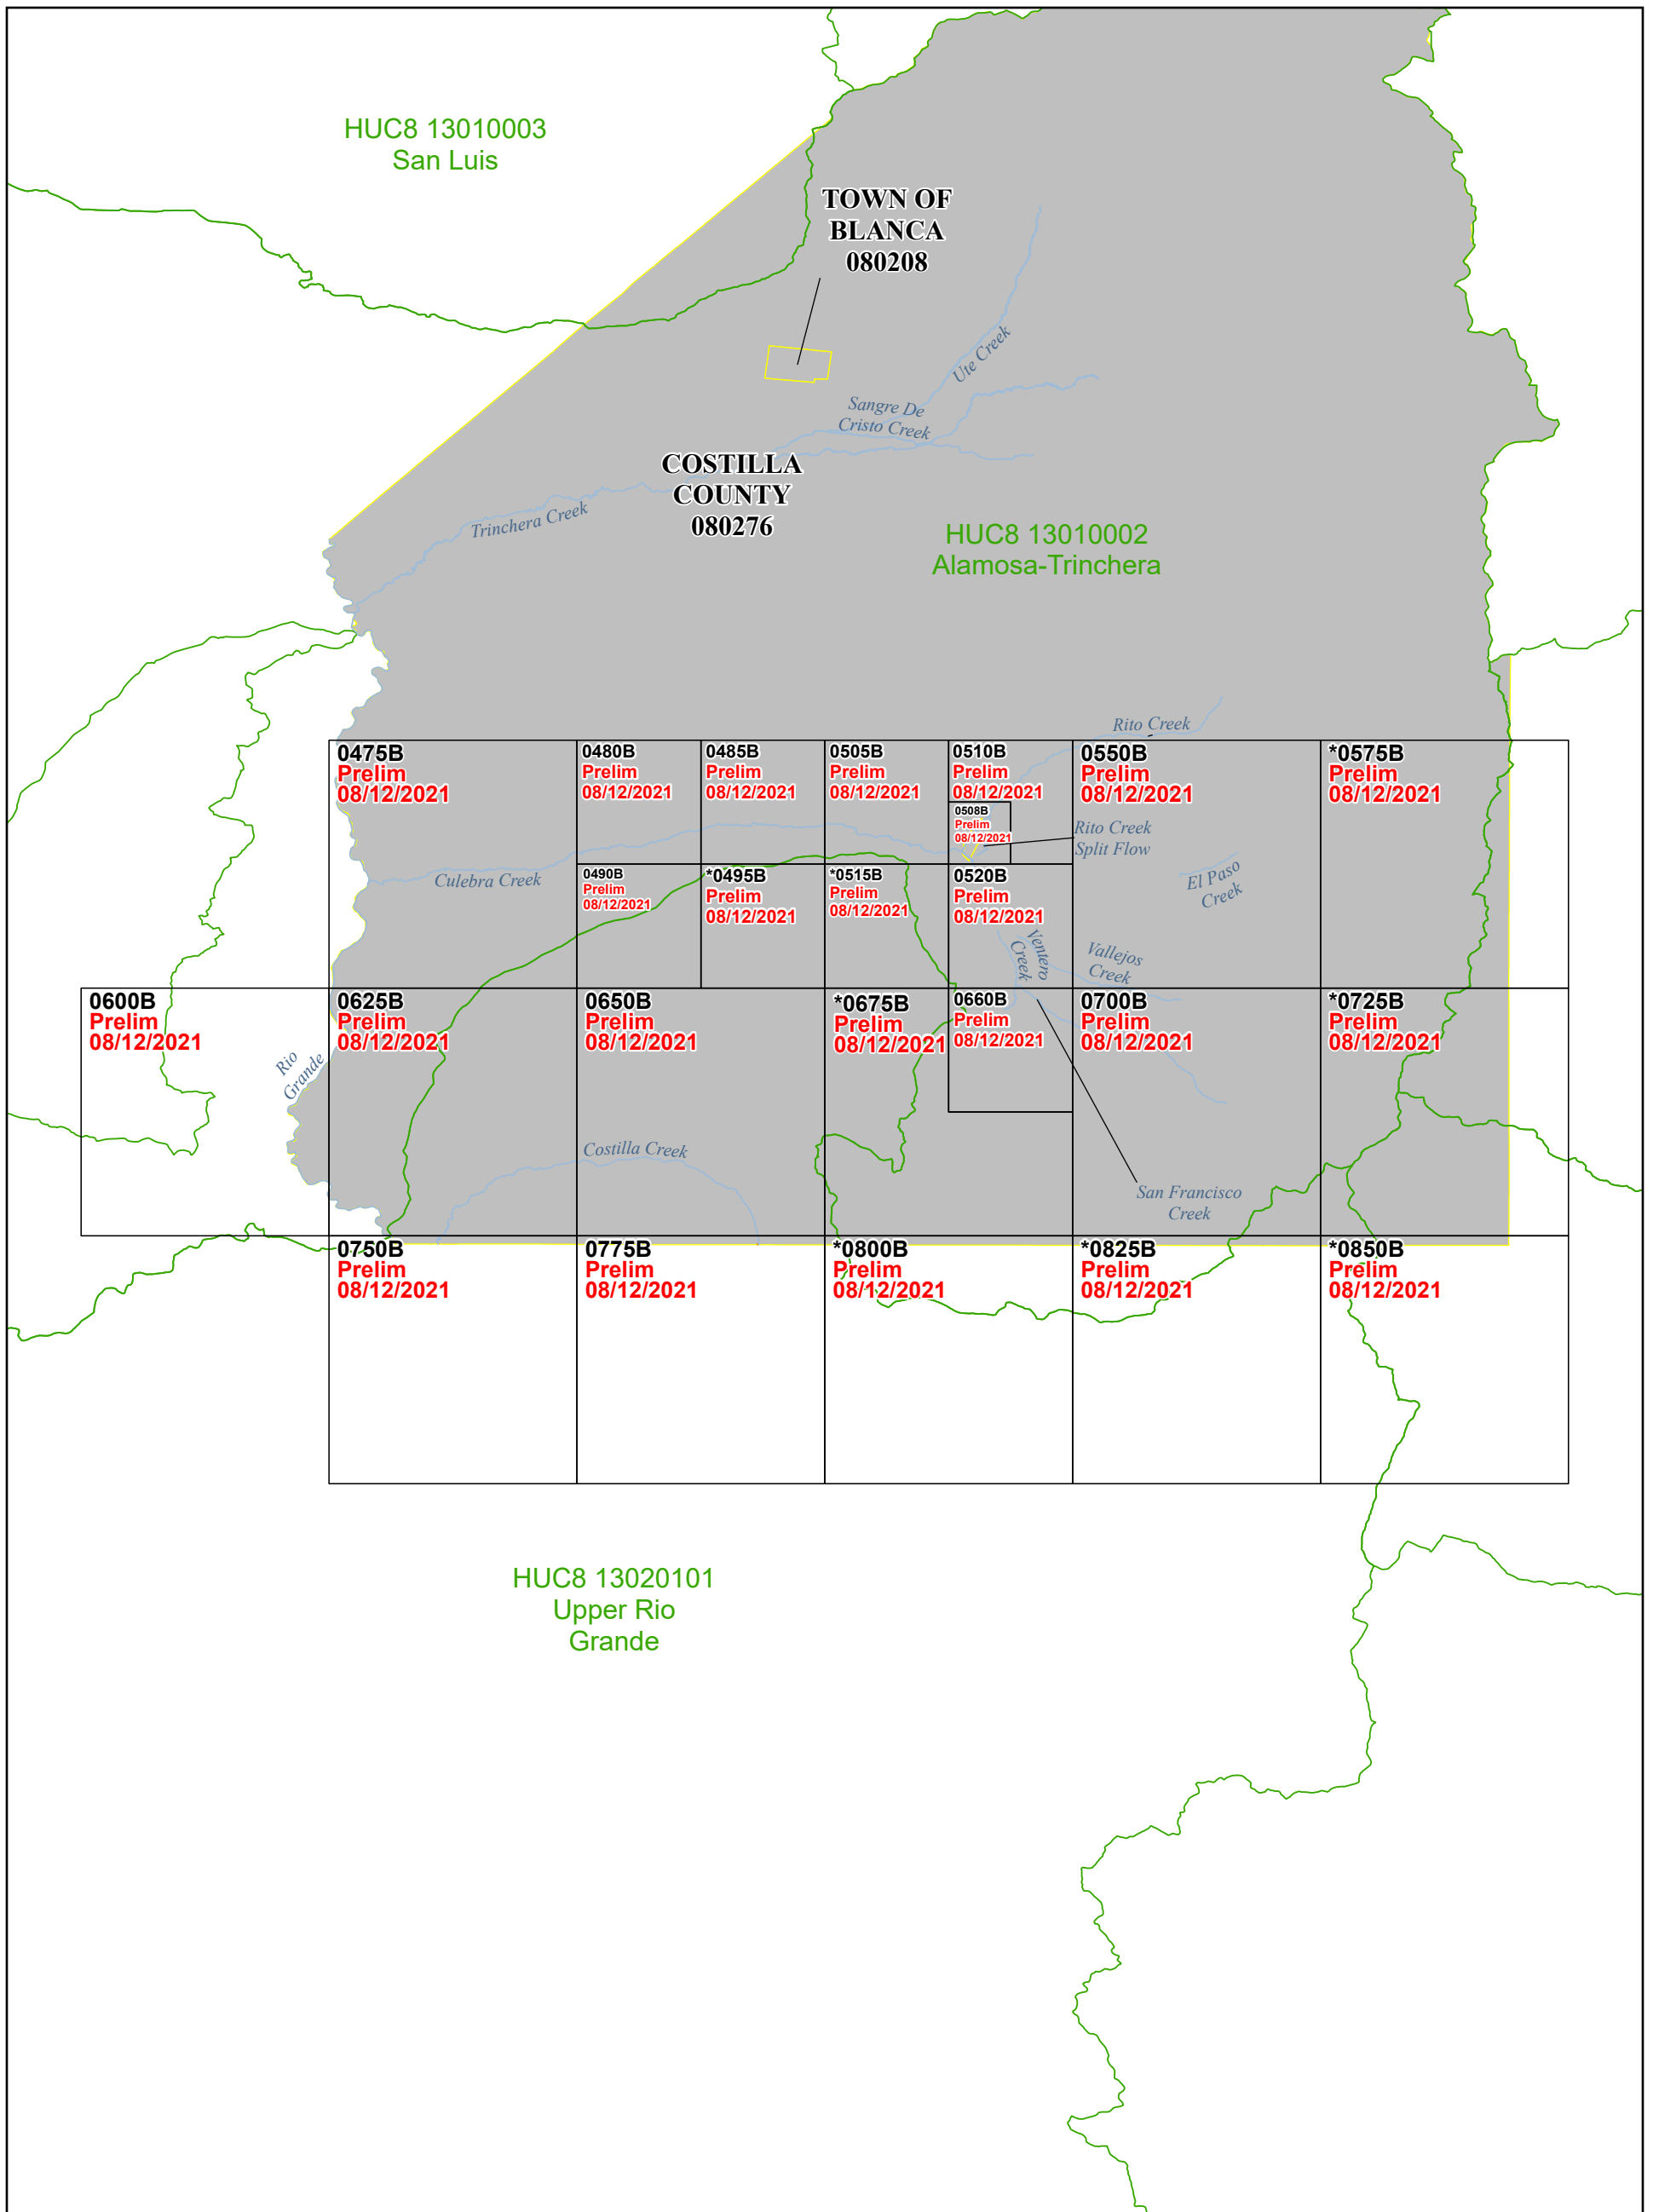 HUC8 13010003
San Luis
TOWN OF
BLANCA
080208
Ute Creek
Sangre De
Cristo Creek
COSTILLA
COUNTY
080276
Trinchera Creek
HUC8 13010002
Alamosa-Trinchera
Rito Creek
0475B
Prelim
08/12/2021
0480B
Prelim
08/12/2021
0485B
Prelim
08/12/2021
0505B
Prelim
08/12/2021
0510B
Prelim
08/12/2021
0550B
Prelim
08/12/2021
*0575B
Prelim
08/12/2021
0508B
Prelim
08/12/2021
Rito Creek
Split Flow
Culebra Creek
El Paso
Creek
0490B
Prelim
08/12/2021
*0495B
Prelim
08/12/2021
*0515B
Prelim
08/12/2021
0520B
Prelim
08/12/2021
Ventero
Creek
Vallejos
Creek
0600B
Prelim
08/12/2021
0625B
Prelim
08/12/2021
0650B
Prelim
08/12/2021
*0675B
Prelim
08/12/2021
0660B
Prelim
08/12/2021
0700B
Prelim
08/12/2021
*0725B
Prelim
08/12/2021
Rio
Grande
Costilla Creek
San Francisco
Creek
0750B
Prelim
08/12/2021
0775B
Prelim
08/12/2021
*0800B
Prelim
08/12/2021
*0825B
Prelim
08/12/2021
*0850B
Prelim
08/12/2021
HUC8 13020101
Upper Rio
Grande